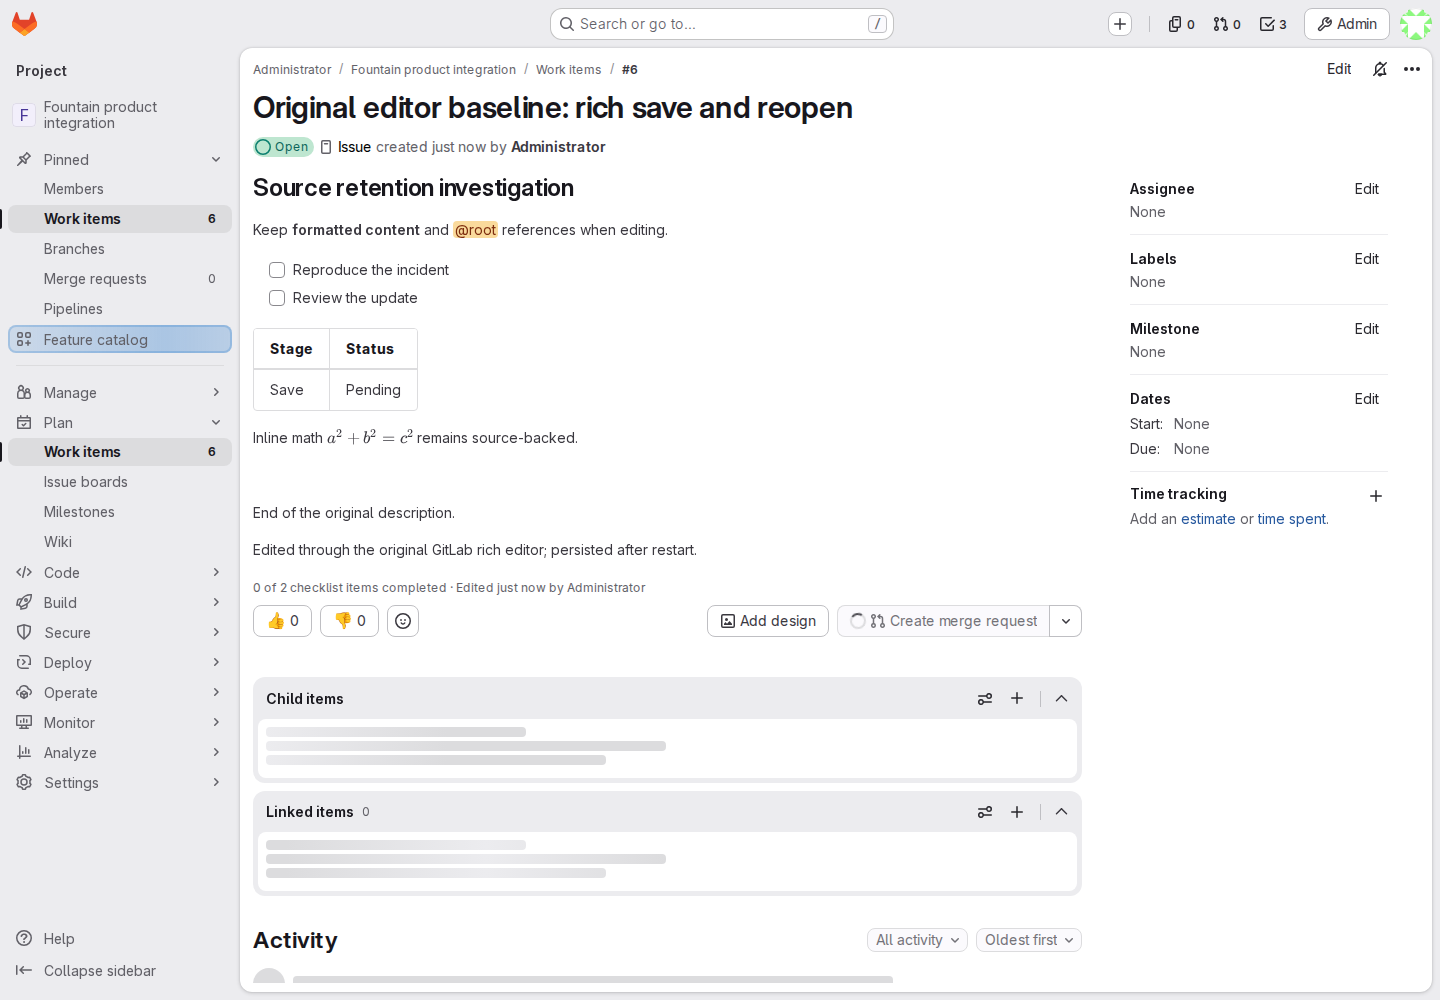 Search or go to...
/
0
0
3
Admin
Project
F
Fountain product integration
Pinned
Members
Work items 6
Branches
Merge requests 0
Pipelines
Feature catalog
Manage
Plan
Work items 6
Issue boards
Milestones
Wiki
Code
Build
Secure
Deploy
Operate
Monitor
Analyze
Settings
Help
Collapse sidebar
Administrator / Fountain product integration / Work items / #6
Edit
Original editor baseline: rich save and reopen
Open Issue created just now by Administrator
Source retention investigation
Keep formatted content and @root references when editing.
Reproduce the incident
Review the update
Stage Status
Save Pending
Inline math a² + b² = c² remains source-backed.
End of the original description.
Edited through the original GitLab rich editor; persisted after restart.
0 of 2 checklist items completed · Edited just now by Administrator
👍 0 👎 0
Add design
Create merge request
Child items
Linked items 0
Activity
All activity
Oldest first
Assignee Edit
None
Labels Edit
None
Milestone Edit
None
Dates Edit
Start: None
Due: None
Time tracking
Add an estimate or time spent.